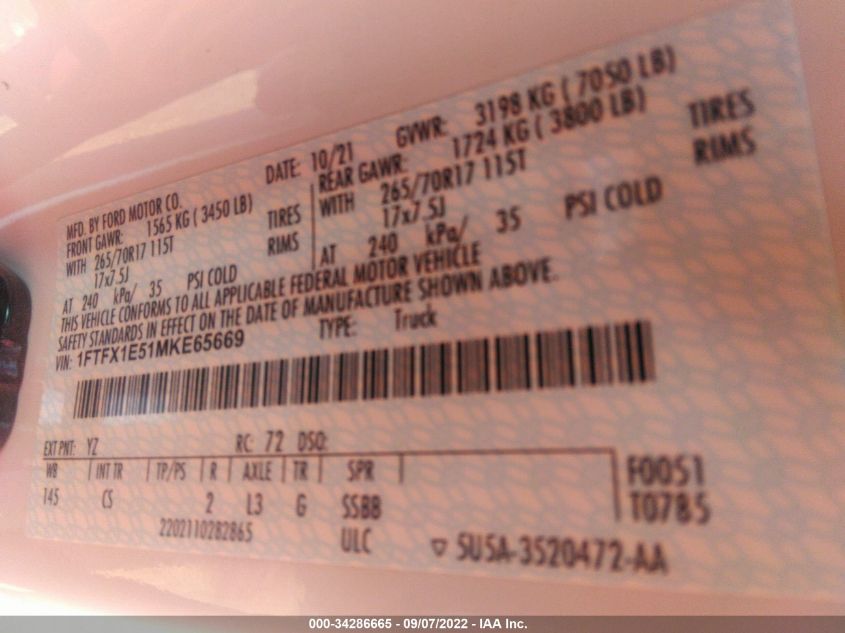 MFD. BY FORD MOTOR CO.
DATE: 10/21 GVWR: 3198 KG ( 7050 LB)
FRONT GAWR: 1565 KG ( 3450 LB)
REAR GAWR: 1724 KG ( 3800 LB)
WITH 265/70R17 115T TIRES
WITH 265/70R17 115T TIRES
17x7.5J RIMS
17x7.5J RIMS
AT 240 kPa/ 35 PSI COLD
AT 240 kPa/ 35 PSI COLD
THIS VEHICLE CONFORMS TO ALL APPLICABLE FEDERAL MOTOR VEHICLE
SAFETY STANDARDS IN EFFECT ON THE DATE OF MANUFACTURE SHOWN ABOVE.
VIN: 1FTFX1E51MKE65669 TYPE: Truck
EXT PNT: YZ RC: 72 DSO:
WB INT TR TP/PS R AXLE TR SPR
145 CS 2 L3 G SSBB
F0051
T0785
2202110282865 ULC ▽ 5U5A-3520472-AA
000-34286665 - 09/07/2022 - IAA Inc.